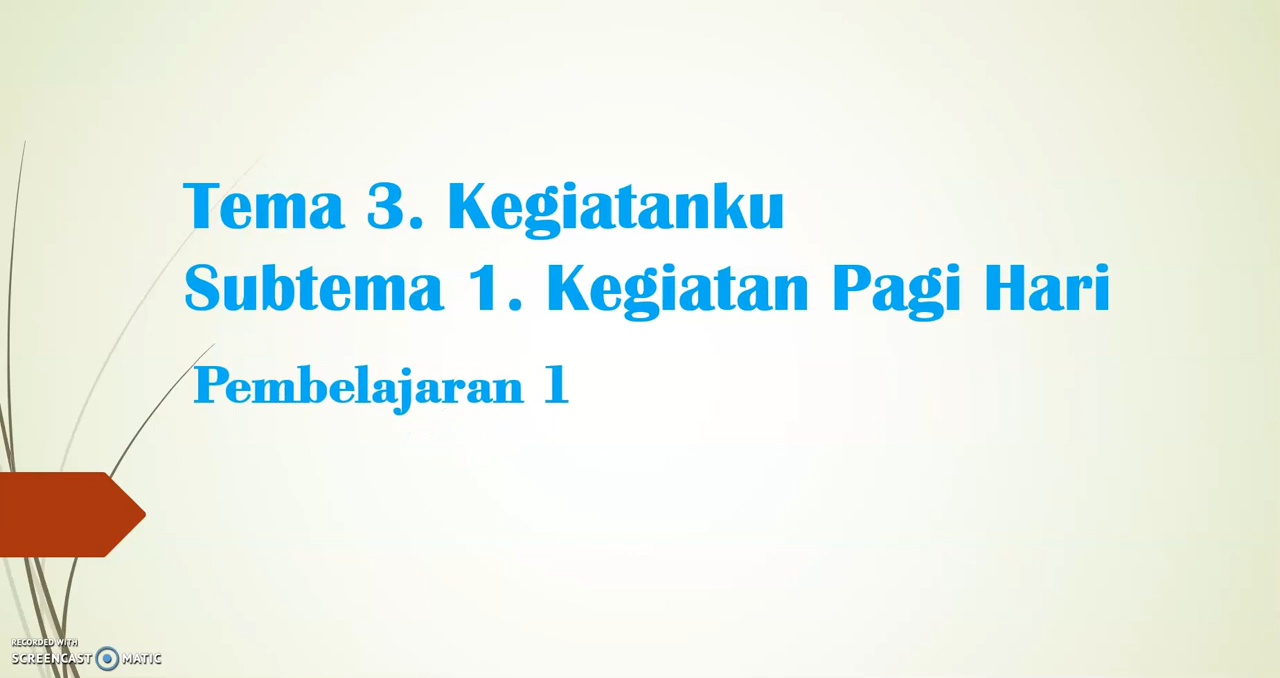 Tema 3. Kegiatanku
Subtema 1. Kegiatan Pagi Hari
Pembelajaran 1
RECORDED WITH
SCREENCAST MATIC